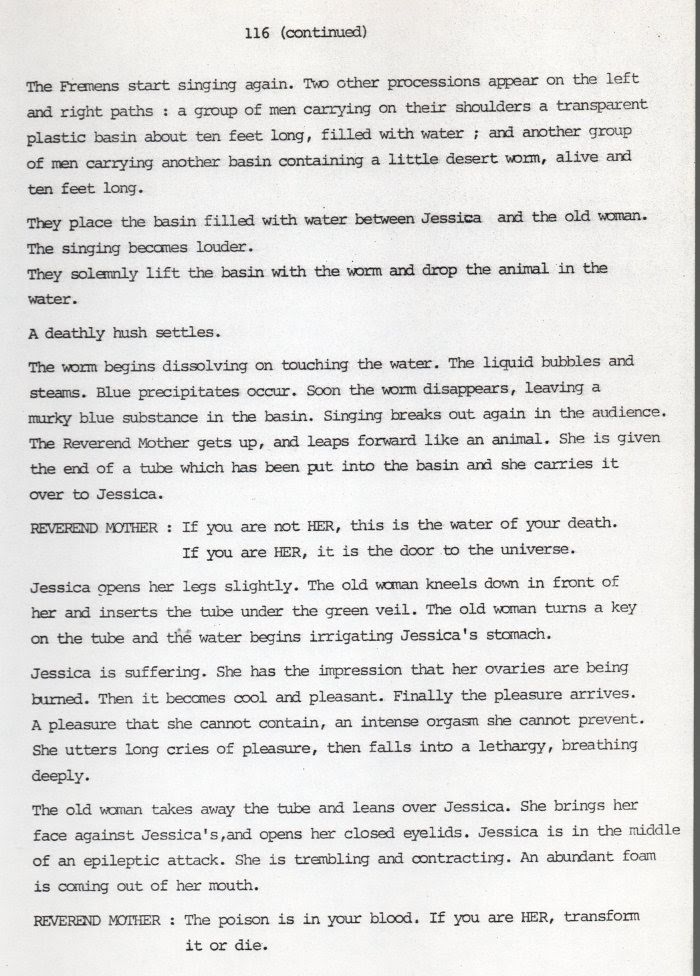 116 (continued)
The Fremens start singing again. Two other processions appear on the left
and right paths : a group of men carrying on their shoulders a transparent
plastic basin about ten feet long, filled with water ; and another group
of men carrying another basin containing a little desert worm, alive and
ten feet long.
They place the basin filled with water between Jessica and the old woman.
The singing becomes louder.
They solemnly lift the basin with the worm and drop the animal in the
water.
A deathly hush settles.
The worm begins dissolving on touching the water. The liquid bubbles and
steams. Blue precipitates occur. Soon the worm disappears, leaving a
murky blue substance in the basin. Singing breaks out again in the audience.
The Reverend Mother gets up, and leaps forward like an animal. She is given
the end of a tube which has been put into the basin and she carries it
over to Jessica.
REVEREND MOTHER : If you are not HER, this is the water of your death.
If you are HER, it is the door to the universe.
Jessica opens her legs slightly. The old woman kneels down in front of
her and inserts the tube under the green veil. The old woman turns a key
on the tube and the water begins irrigating Jessica's stomach.
Jessica is suffering. She has the impression that her ovaries are being
burned. Then it becomes cool and pleasant. Finally the pleasure arrives.
A pleasure that she cannot contain, an intense orgasm she cannot prevent.
She utters long cries of pleasure, then falls into a lethargy, breathing
deeply.
The old woman takes away the tube and leans over Jessica. She brings her
face against Jessica's,and opens her closed eyelids. Jessica is in the middle
of an epileptic attack. She is trembling and contracting. An abundant foam
is coming out of her mouth.
REVEREND MOTHER : The poison is in your blood. If you are HER, transform
it or die.